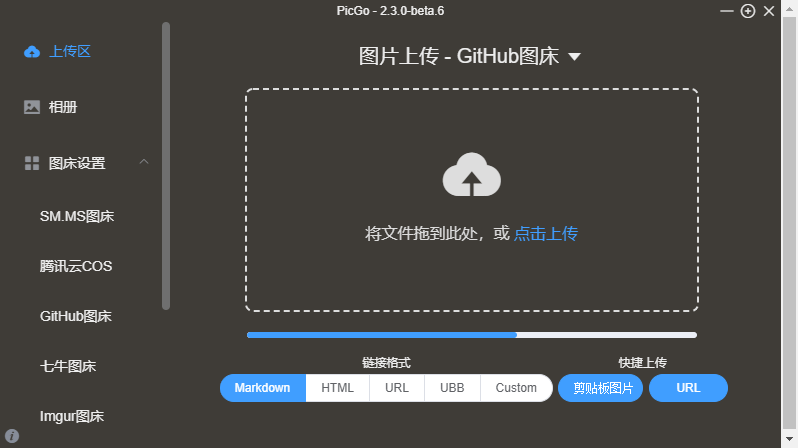 PicGo - 2.3.0-beta.6
上传区
相册
图床设置
SM.MS图床
腾讯云COS
GitHub图床
七牛图床
Imgur图床
图片上传 - GitHub图床
将文件拖到此处，或 点击上传
链接格式
Markdown HTML URL UBB Custom
快捷上传
剪贴板图片 URL